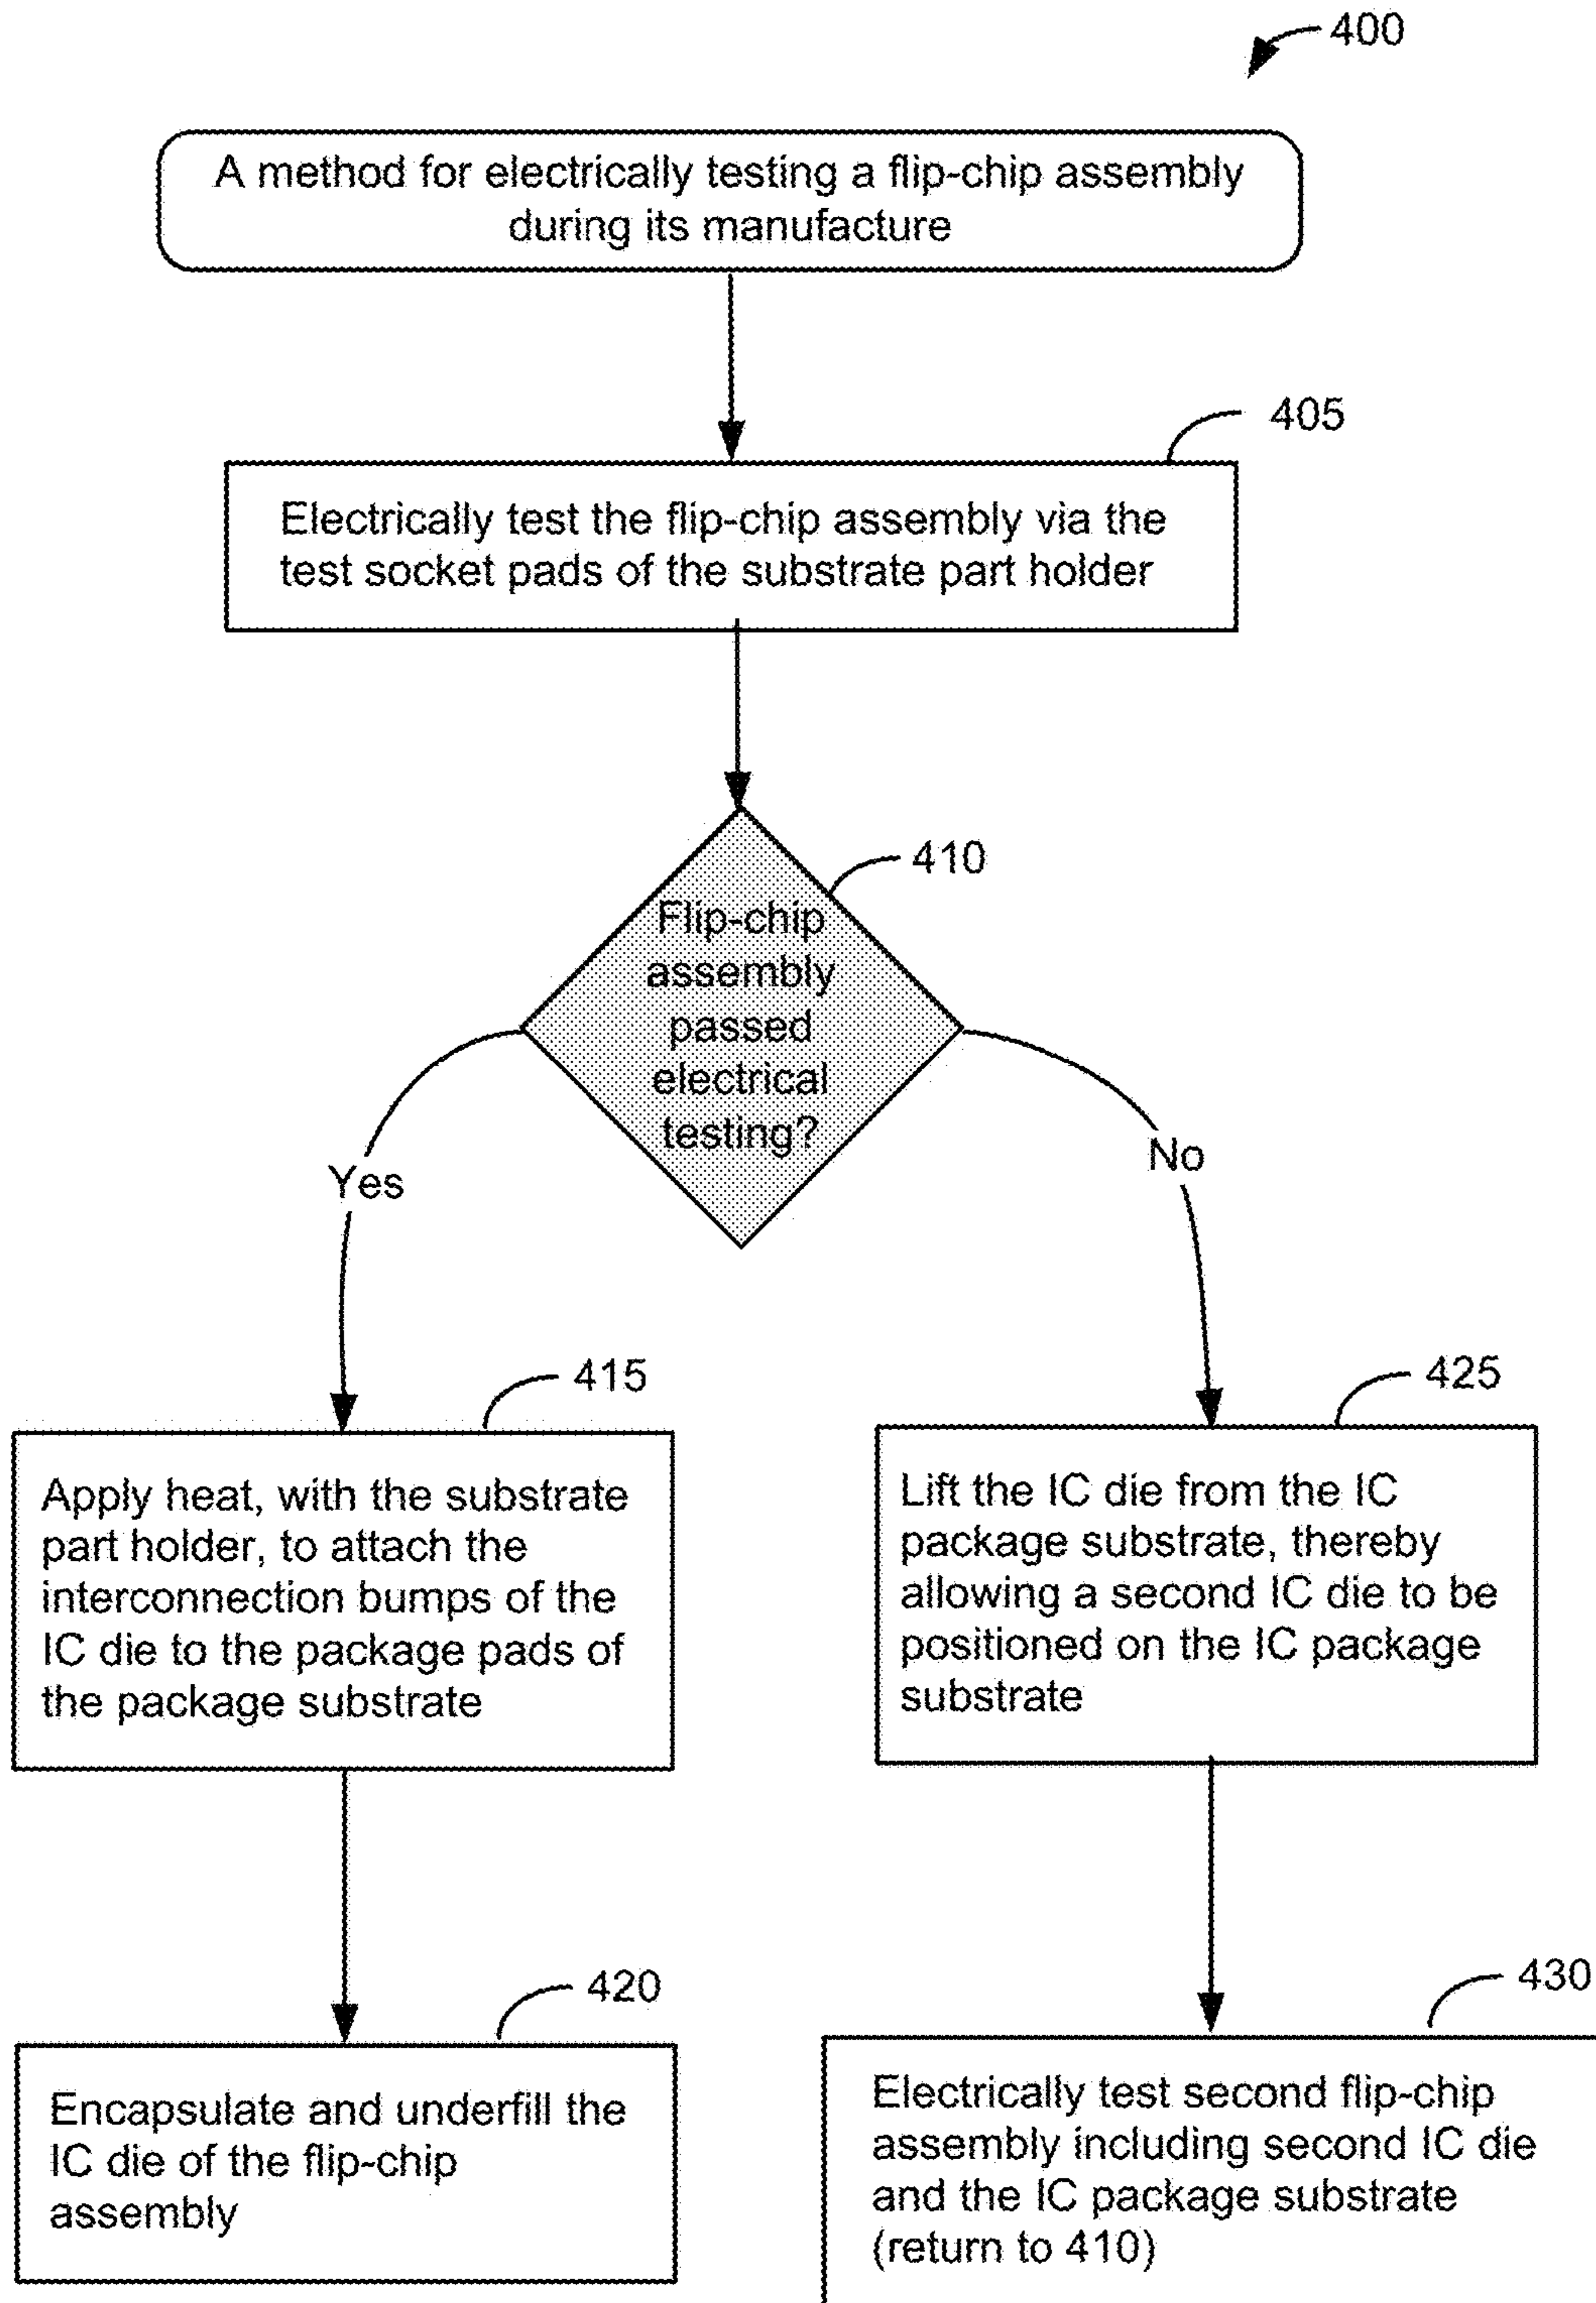 400
A method for electrically testing a flip-chip assembly
during its manufacture
405
Electrically test the flip-chip assembly via the
test socket pads of the substrate part holder
410
Flip-chip
assembly
passed
electrical
testing?
Yes
No
415
Apply heat, with the substrate
part holder, to attach the
interconnection bumps of the
IC die to the package pads of
the package substrate
425
Lift the IC die from the IC
package substrate, thereby
allowing a second IC die to be
positioned on the IC package
substrate
420
Encapsulate and underfill the
IC die of the flip-chip
assembly
430
Electrically test second flip-chip
assembly including second IC die
and the IC package substrate
(return to 410)